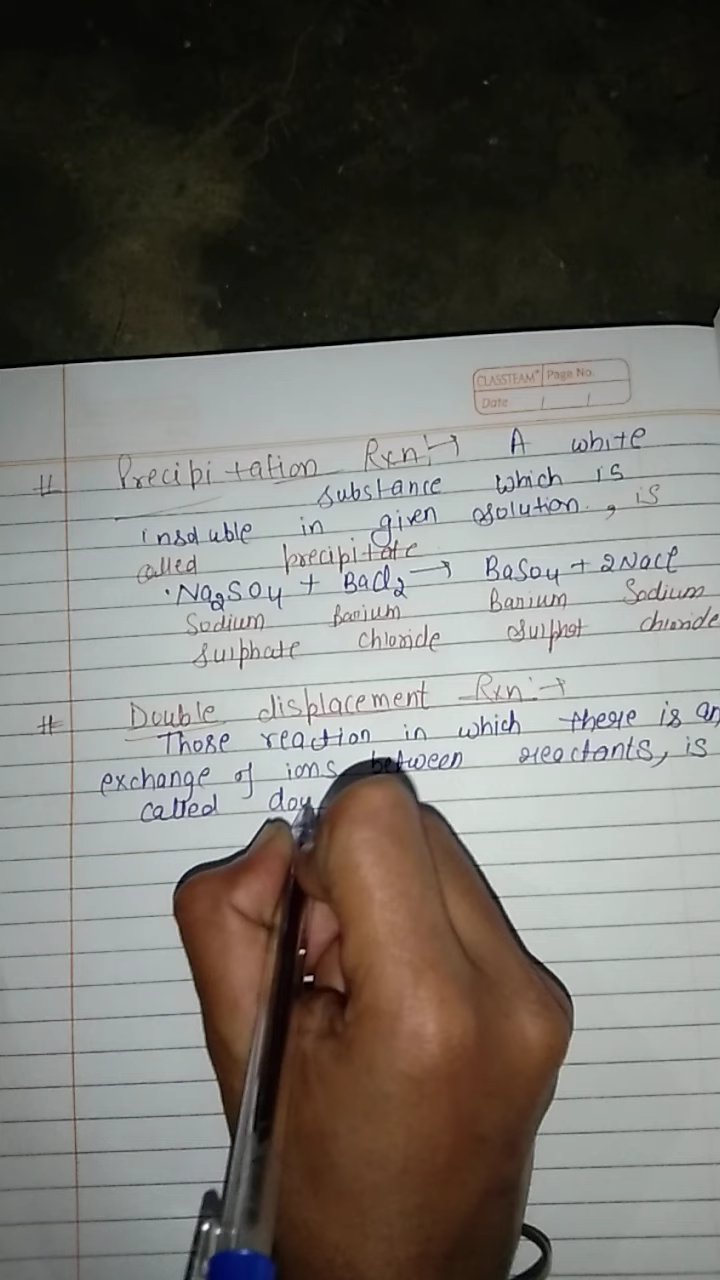 CLASSTEAM Page No.
Date / /
# Precipitation Rxn:→ A white
substance which is
insoluble in given solution, is
called precipitate
Na2SO4 + BaCl2 → BaSO4 + 2NaCl
Sodium Barium Barium Sodium
sulphate chloride sulphat chloride
# Double displacement Rxn:→
Those reaction in which there is an
exchange of ions between reactants, is
called dou